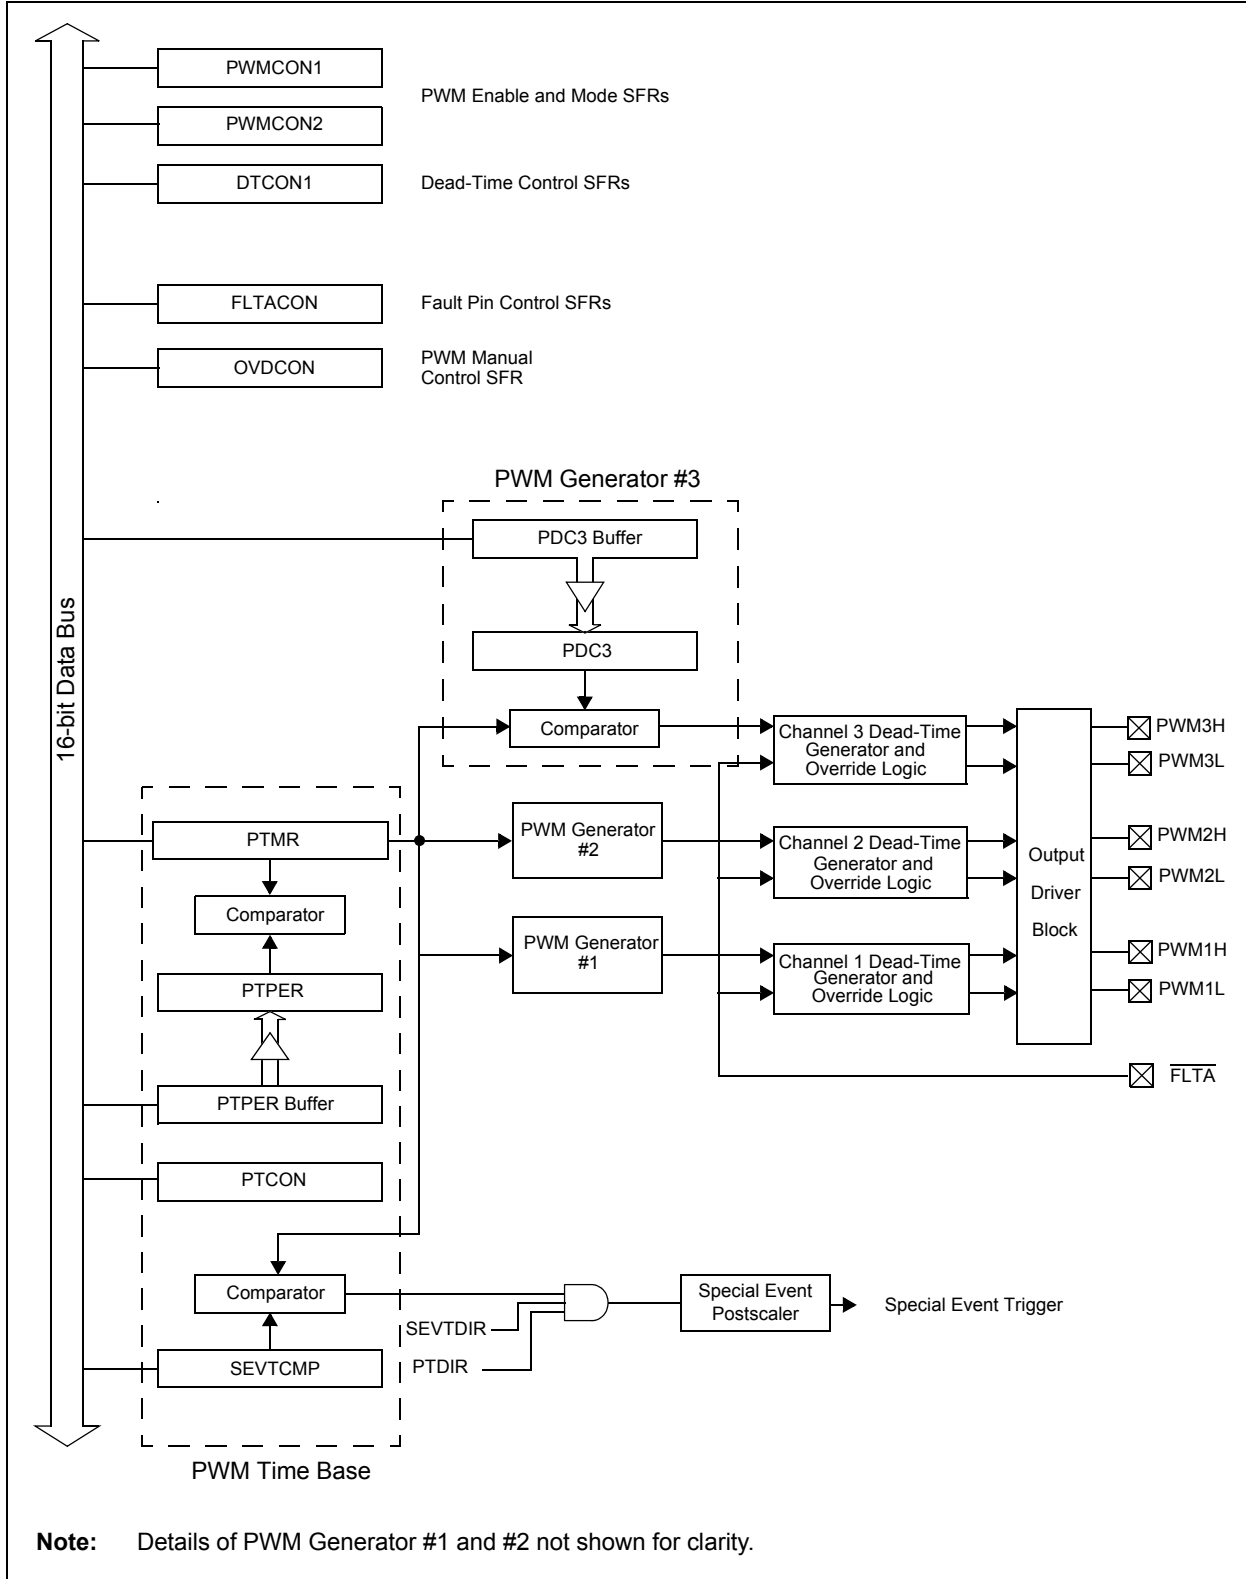 PWMCON1
PWM Enable and Mode SFRs
PWMCON2
DTCON1
Dead-Time Control SFRs
FLTACON
Fault Pin Control SFRs
OVDCON
PWM Manual
Control SFR
16-bit Data Bus
PWM Generator #3
PDC3 Buffer
PDC3
Comparator
Channel 3 Dead-Time
Generator and
Override Logic
PWM3H
PWM3L
PTMR
Comparator
PTPER
PTPER Buffer
PTCON
Comparator
SEVTCMP
PWM Time Base
PWM Generator
#2
Channel 2 Dead-Time
Generator and
Override Logic
PWM2H
PWM2L
PWM Generator
#1
Channel 1 Dead-Time
Generator and
Override Logic
Output
Driver
Block
PWM1H
PWM1L
FLTA
SEVTDIR
PTDIR
Special Event
Postscaler
Special Event Trigger
Note: Details of PWM Generator #1 and #2 not shown for clarity.